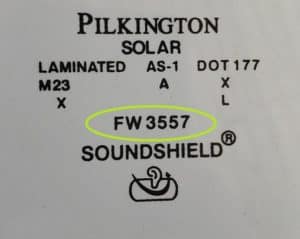 PILKINGTON
SOLAR
LAMINATED AS-1 DOT 177
M23 A X
X L
FW 3557
SOUNDSHIELD®